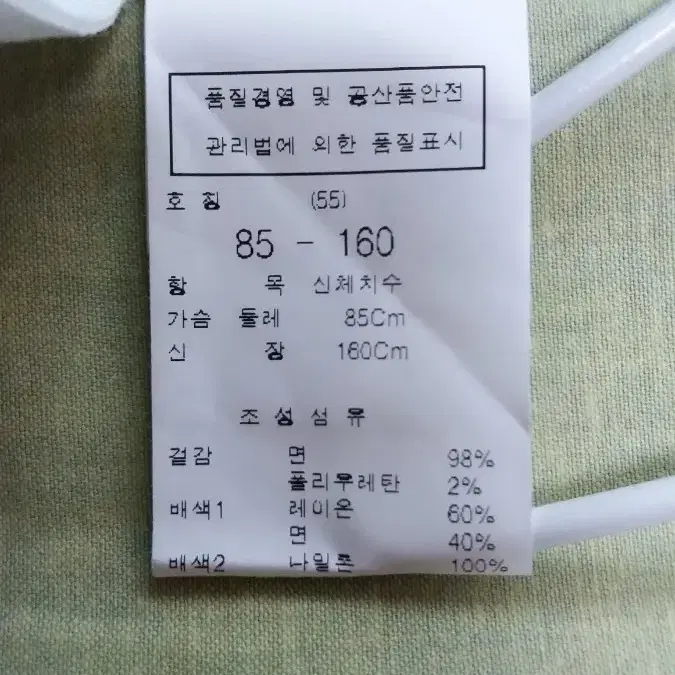 품질경영 및 공산품안전
관리법에 의한 품질표시
호 칭 (55)
85 - 160
항 목 신체치수
가슴 둘레 85Cm
신 장 160Cm
조 성 섬 유
겉감 면 98%
폴리우레탄 2%
배색1 레이온 60%
면 40%
배색2 나일론 100%